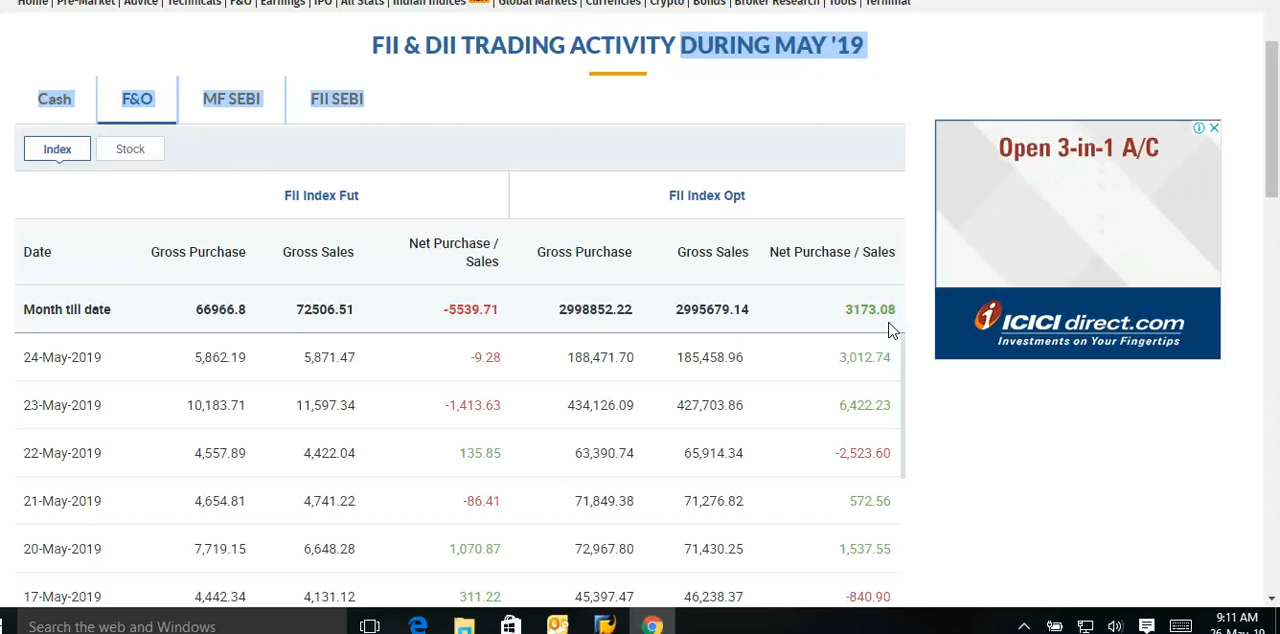 Home | Pre-Market | Advice | Technicals | F&O | Earnings | IPO | All Stats | Indian Indices | Global Markets | Currencies | Crypto | Bonds | Broker Research | Tools | Terminal
FII & DII TRADING ACTIVITY DURING MAY '19
Cash F&O MF SEBI FII SEBI
Index Stock
FII Index Fut FII Index Opt
Date Gross Purchase Gross Sales Net Purchase / Sales Gross Purchase Gross Sales Net Purchase / Sales
Month till date 66966.8 72506.51 -5539.71 2998852.22 2995679.14 3173.08
24-May-2019 5,862.19 5,871.47 -9.28 188,471.70 185,458.96 3,012.74
23-May-2019 10,183.71 11,597.34 -1,413.63 434,126.09 427,703.86 6,422.23
22-May-2019 4,557.89 4,422.04 135.85 63,390.74 65,914.34 -2,523.60
21-May-2019 4,654.81 4,741.22 -86.41 71,849.38 71,276.82 572.56
20-May-2019 7,719.15 6,648.28 1,070.87 72,967.80 71,430.25 1,537.55
17-May-2019 4,442.34 4,131.12 311.22 45,397.47 46,238.37 -840.90
Open 3-in-1 A/C
ICICI direct.com
Investments on Your Fingertips
Search the web and Windows
9:11 AM
26-May-19